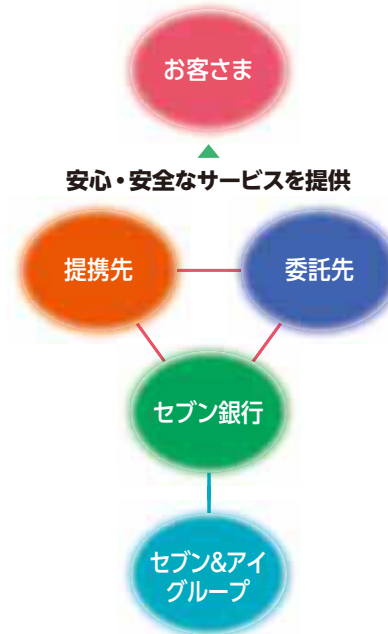 お客さま
安心・安全なサービスを提供
提携先
委託先
セブン銀行
セブン&アイ
グループ